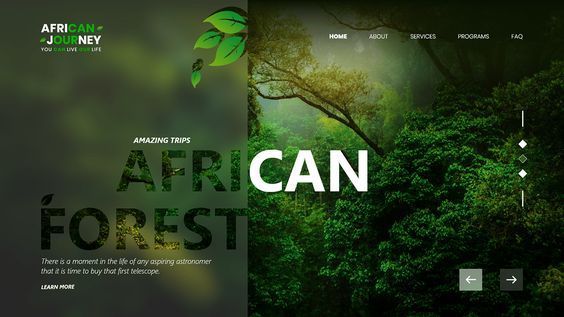 AFRICAN
JOURNEY
YOU CAN LIVE OUR LIFE
HOME ABOUT SERVICES PROGRAMS FAQ
AMAZING TRIPS
AFRICAN
FOREST
There is a moment in the life of any aspiring astronomer
that it is time to buy that first telescope.
LEARN MORE